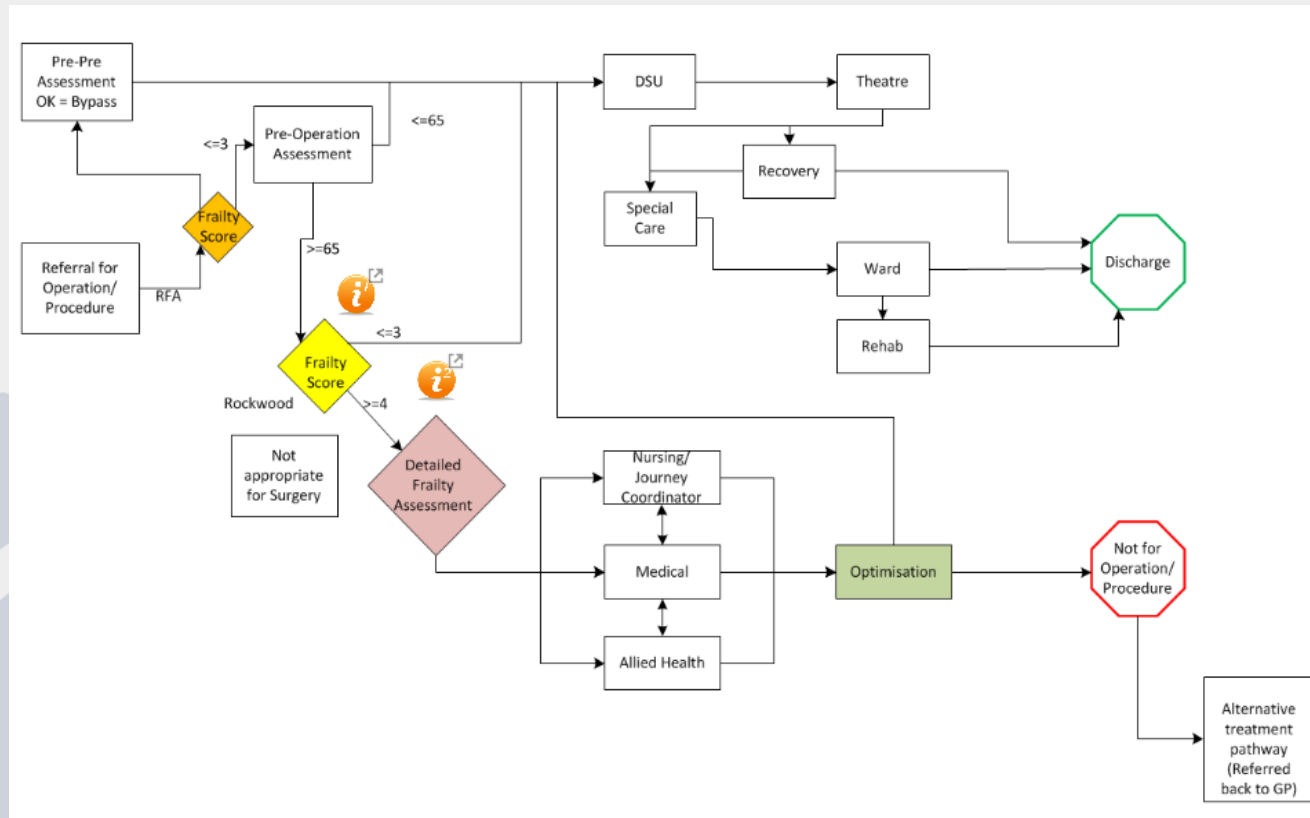 Pre-Pre
Assessment
OK = Bypass
DSU
Theatre
<=65
<=3
Pre-Operation
Assessment
Recovery
Frailty
Score
Special
Care
>=65
Referral for
Operation/
Procedure
RFA
Ward
Discharge
i1
<=3
Rehab
Frailty
Score
i2
Rockwood
>=4
Not
appropriate
for Surgery
Detailed
Frailty
Assessment
Nursing/
Journey
Coordinator
Medical
Optimisation
Not for
Operation/
Procedure
Allied Health
Alternative
treatment
pathway
(Referred
back to GP)